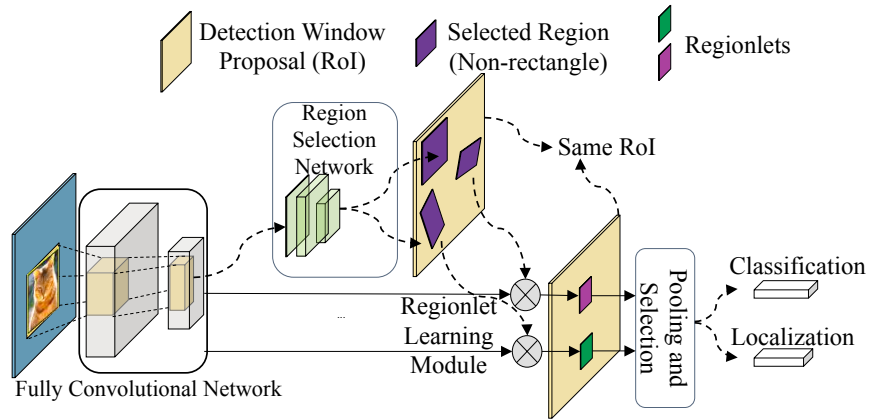 Detection Window
Proposal (RoI)
Selected Region
(Non-rectangle)
Regionlets
Region
Selection
Network
Same RoI
Regionlet
Learning
Module
...
Pooling and
Selection
Classification
Localization
Fully Convolutional Network